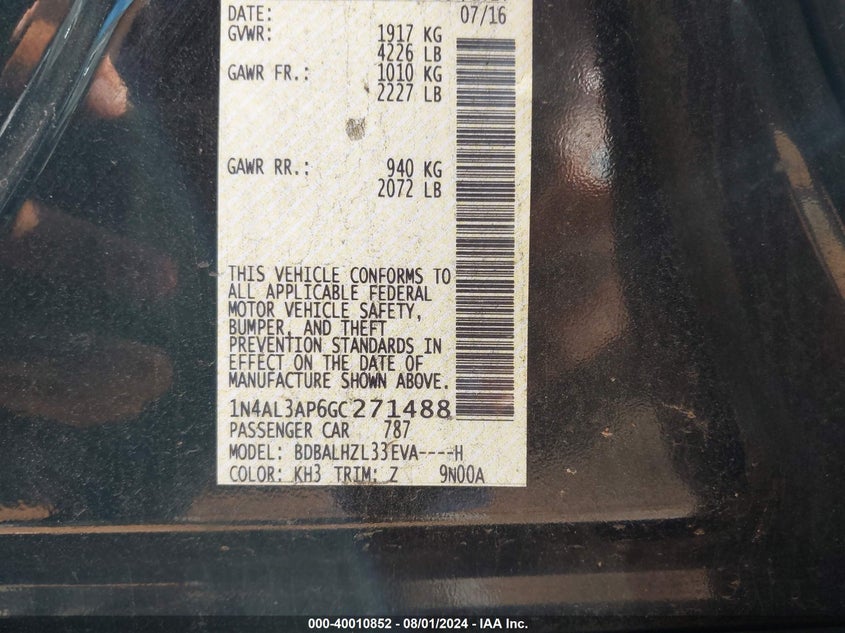 DATE: 07/16
GVWR: 1917 KG
4226 LB
GAWR FR.: 1010 KG
2227 LB
GAWR RR.: 940 KG
2072 LB
THIS VEHICLE CONFORMS TO
ALL APPLICABLE FEDERAL
MOTOR VEHICLE SAFETY,
BUMPER, AND THEFT
PREVENTION STANDARDS IN
EFFECT ON THE DATE OF
MANUFACTURE SHOWN ABOVE.
1N4AL3AP6GC271488
PASSENGER CAR 787
MODEL: BDBALHZL33EVA----H
COLOR: KH3 TRIM: Z 9N00A
000-40010852 - 08/01/2024 - IAA Inc.